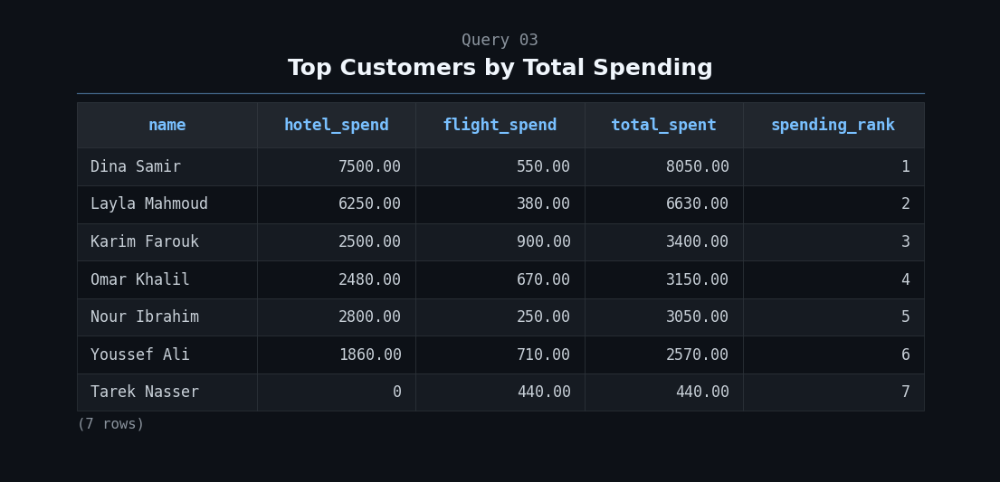 Query 03
Top Customers by Total Spending
name hotel_spend flight_spend total_spent spending_rank
Dina Samir 7500.00 550.00 8050.00 1
Layla Mahmoud 6250.00 380.00 6630.00 2
Karim Farouk 2500.00 900.00 3400.00 3
Omar Khalil 2480.00 670.00 3150.00 4
Nour Ibrahim 2800.00 250.00 3050.00 5
Youssef Ali 1860.00 710.00 2570.00 6
Tarek Nasser 0 440.00 440.00 7
(7 rows)